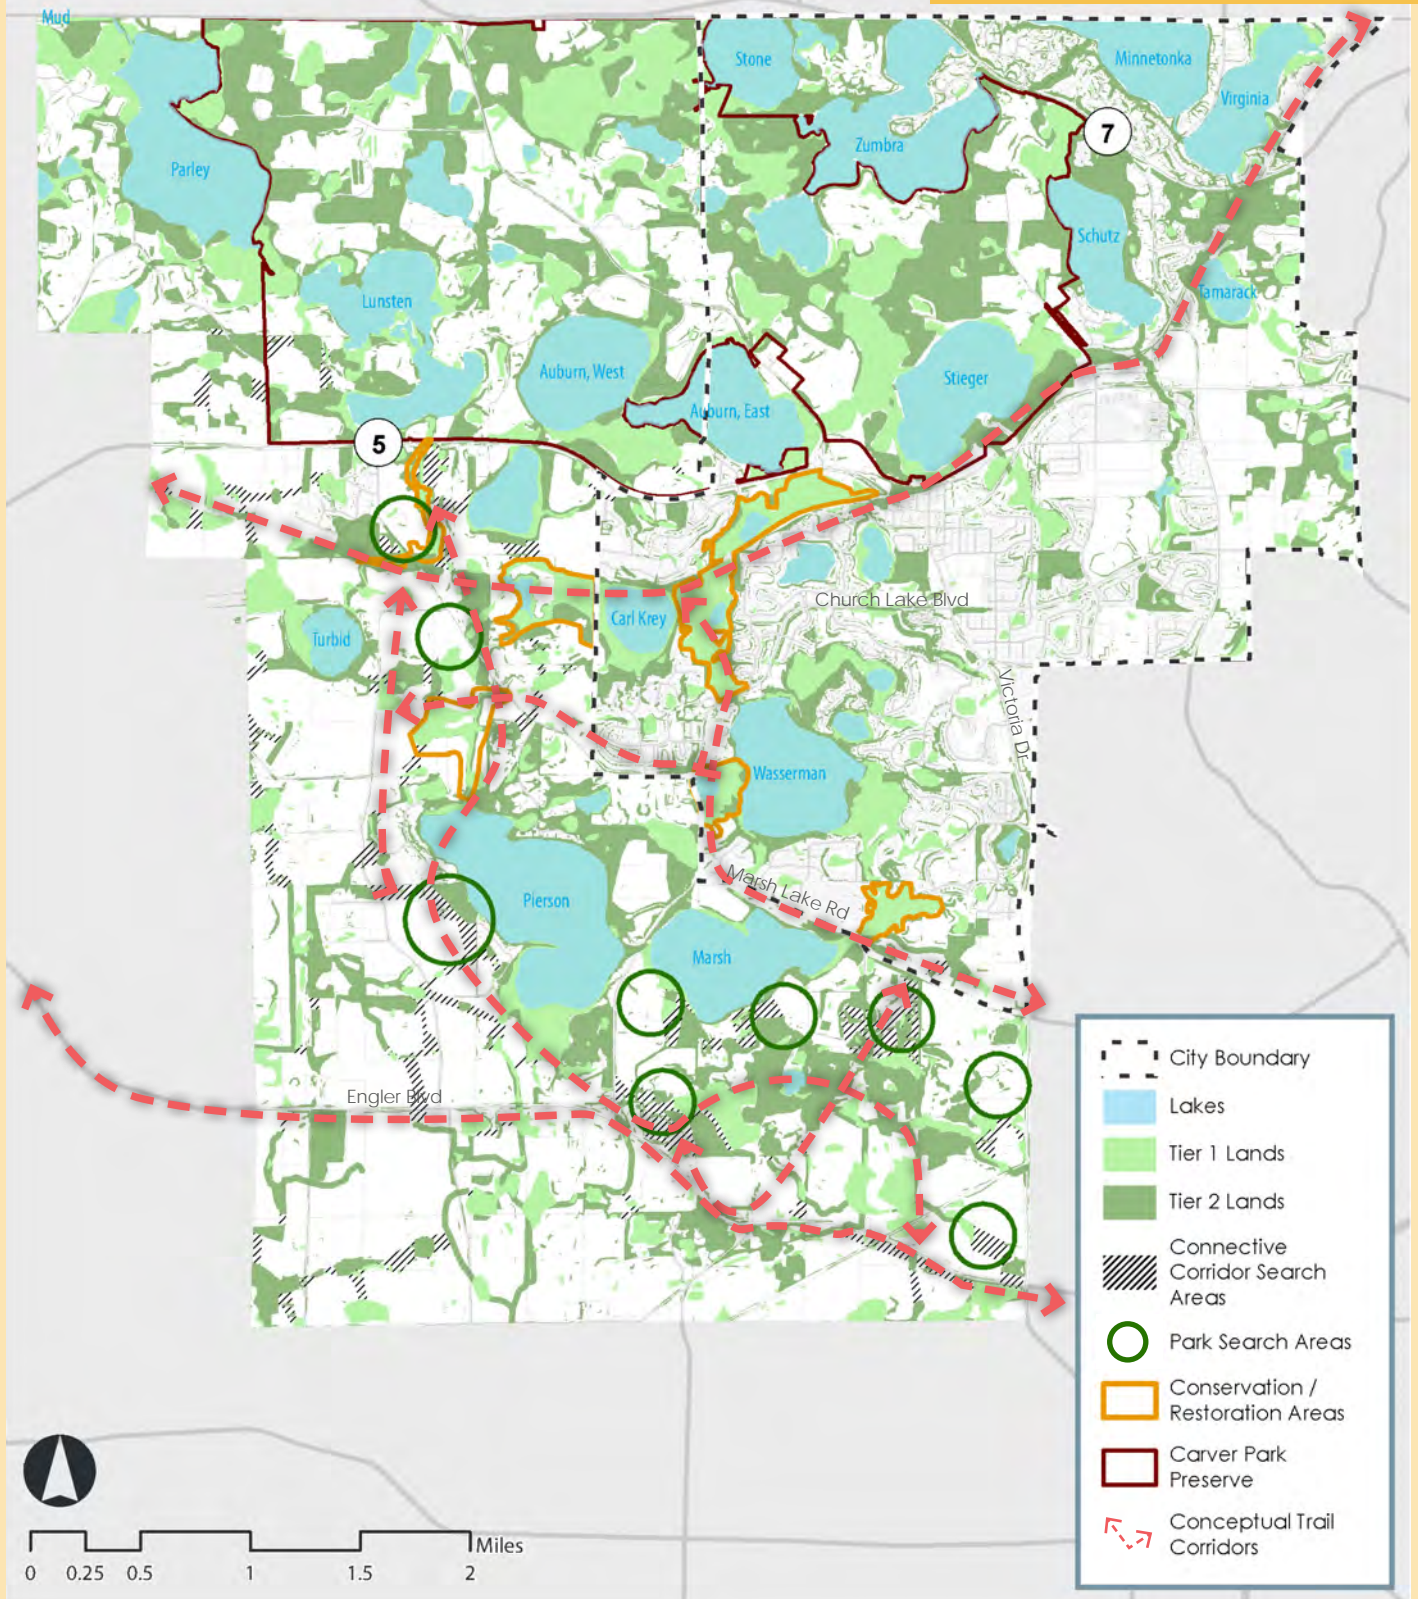 Mud
Stone
Minnetonka
Virginia
7
Zumbra
Parley
Schutz
Tamarack
Lunsten
Auburn, West
Stieger
Auburn, East
5
Church Lake Blvd
Carl Krey
Turbid
Victoria Dr
Wasserman
Marsh Lake Rd
Pierson
Marsh
Engler Blvd
City Boundary
Lakes
Tier 1 Lands
Tier 2 Lands
Connective
Corridor Search
Areas
Park Search Areas
Conservation /
Restoration Areas
Carver Park
Preserve
Conceptual Trail
Corridors
Miles
0 0.25 0.5 1 1.5 2